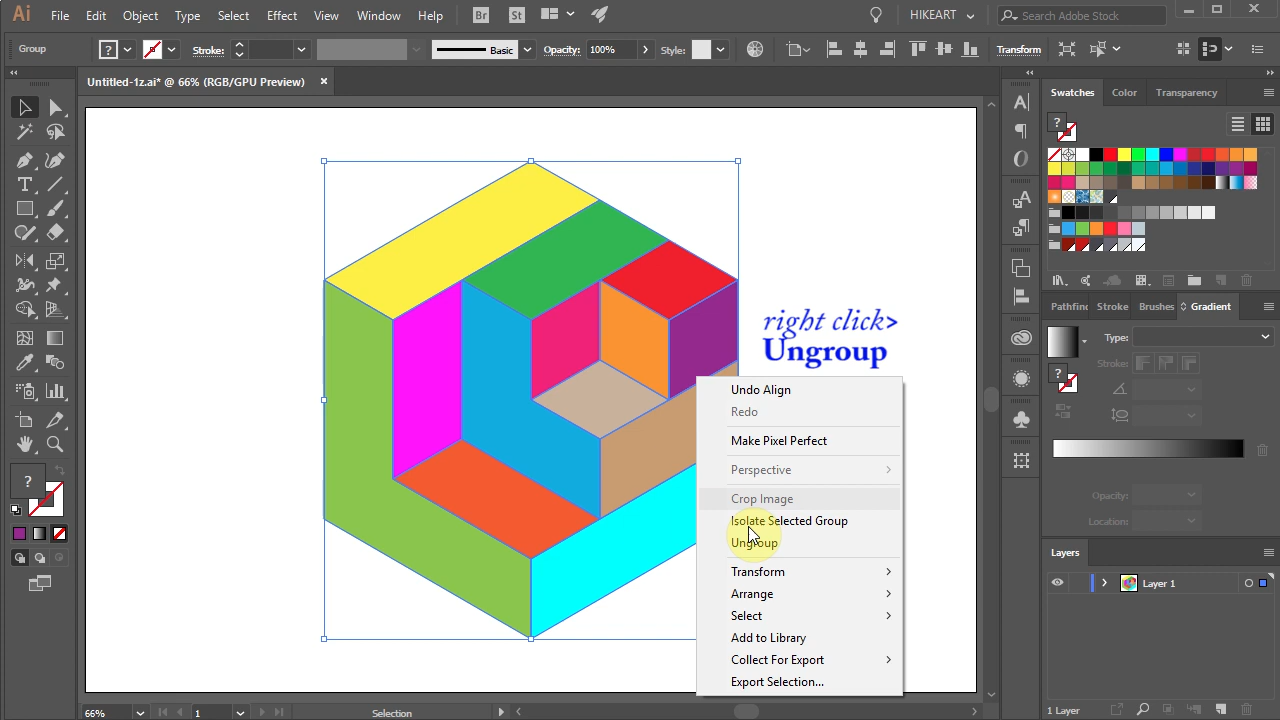 Ai File Edit Object Type Select Effect View Window Help Br St HIKEART Search Adobe Stock
Group ? Stroke: Basic Opacity: 100% Style: Transform
Untitled-1z.ai* @ 66% (RGB/GPU Preview) ×
Swatches Color Transparency
?
right click>
Ungroup
Pathfin Stroke Brushes Gradient
Type:
Stroke:
?
Opacity:
Location:
Undo Align
Redo
Make Pixel Perfect
Perspective
Crop Image
Isolate Selected Group
Ungroup
Transform
Arrange
Select
Add to Library
Collect For Export
Export Selection...
?
Layers
Layer 1
1 Layer
66% 1 Selection